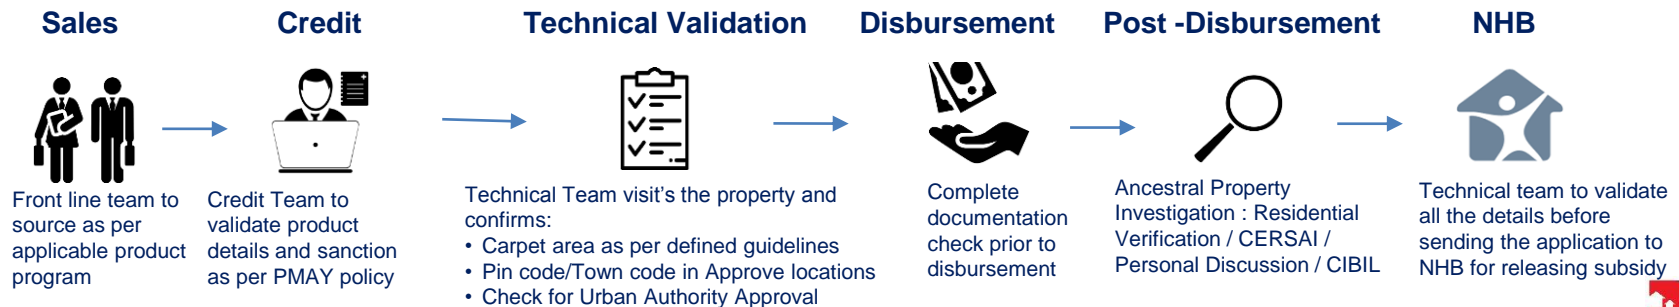 Sales
Credit
Technical Validation
Disbursement
Post -Disbursement
NHB
Front line team to
source as per
applicable product
program
Credit Team to
validate product
details and sanction
as per PMAY policy
Technical Team visit's the property and
confirms:
• Carpet area as per defined guidelines
• Pin code/Town code in Approve locations
• Check for Urban Authority Approval
Complete
documentation
check prior to
disbursement
Ancestral Property
Investigation : Residential
Verification / CERSAI /
Personal Discussion / CIBIL
Technical team to validate
all the details before
sending the application to
NHB for releasing subsidy